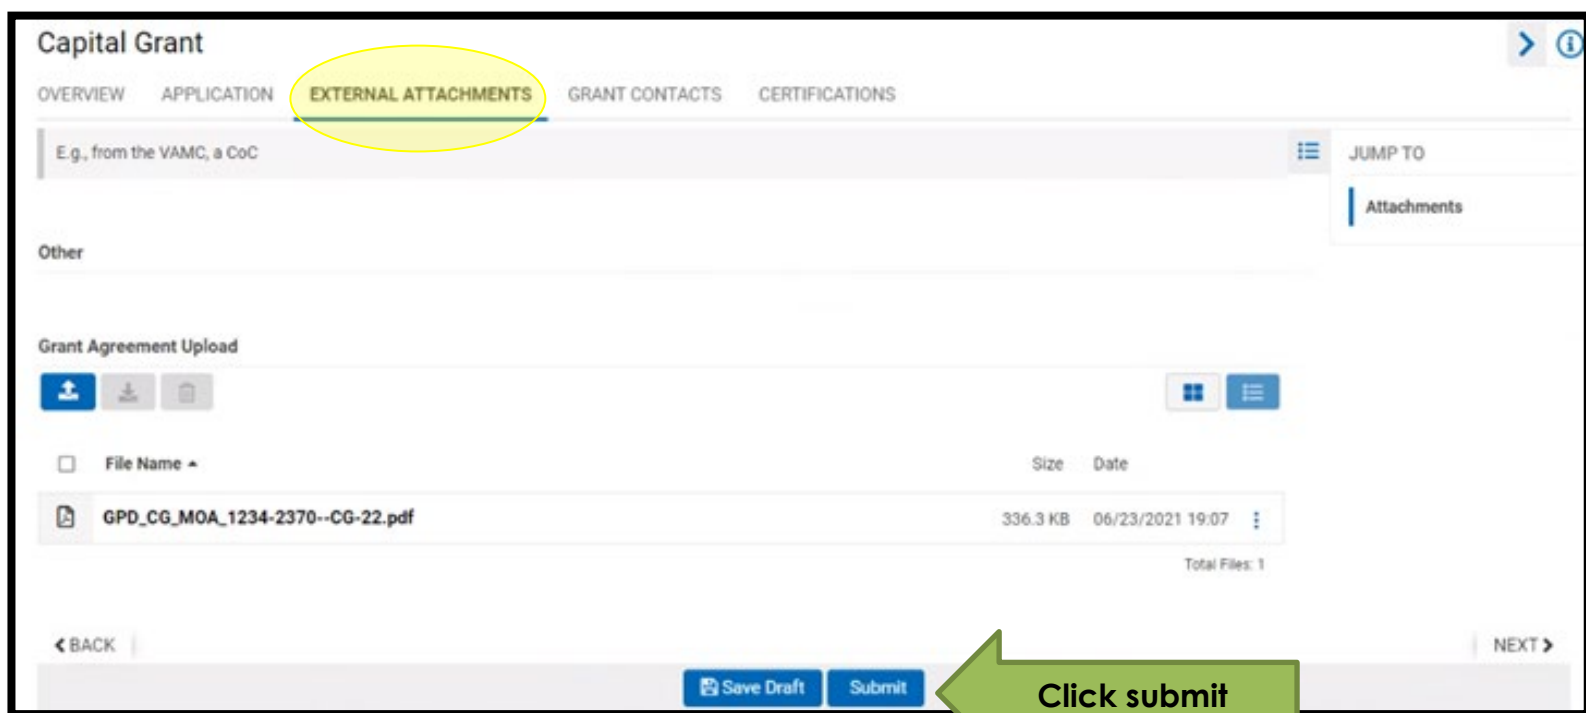 Capital Grant
OVERVIEW APPLICATION EXTERNAL ATTACHMENTS GRANT CONTACTS CERTIFICATIONS
E.g., from the VAMC, a CoC
JUMP TO
Attachments
Other
Grant Agreement Upload
File Name Size Date
GPD_CG_MOA_1234-2370--CG-22.pdf 336.3 KB 06/23/2021 19:07
Total Files: 1
BACK NEXT
Save Draft Submit Click submit